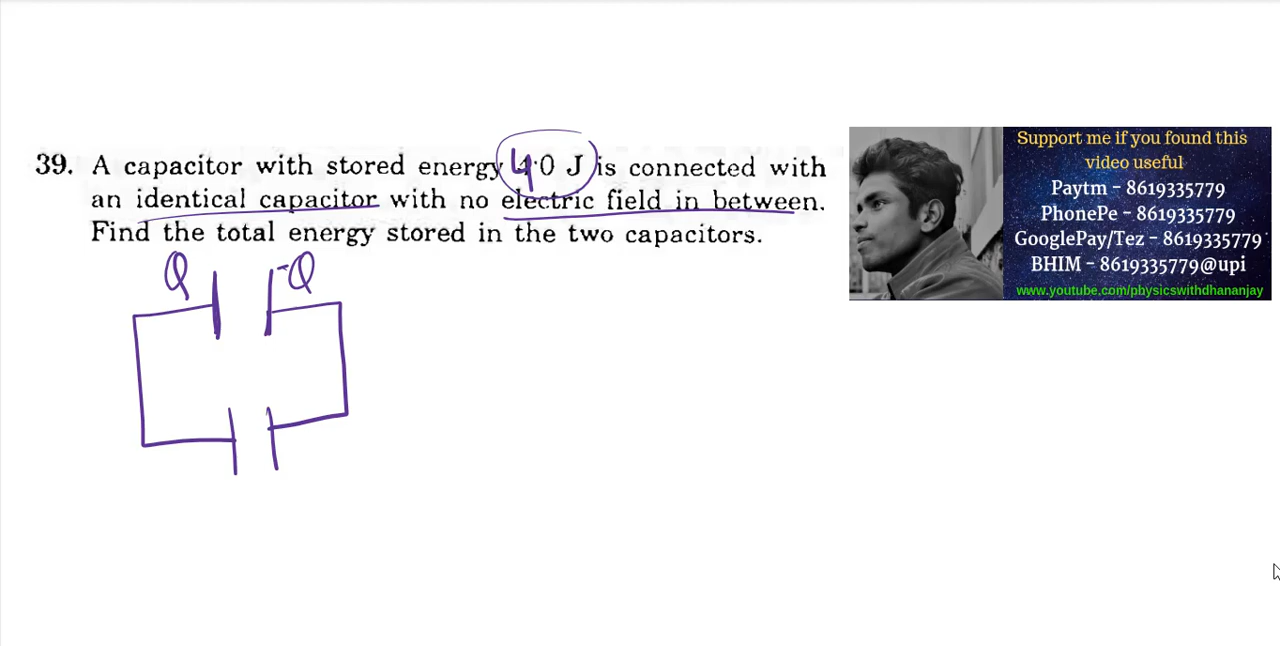 39. A capacitor with stored energy 4·0 J is connected with
an identical capacitor with no electric field in between.
Find the total energy stored in the two capacitors.
Q -Q
Support me if you found this
video useful
Paytm - 8619335779
PhonePe - 8619335779
GooglePay/Tez - 8619335779
BHIM - 8619335779@upi
www.youtube.com/physicswithdhananjay